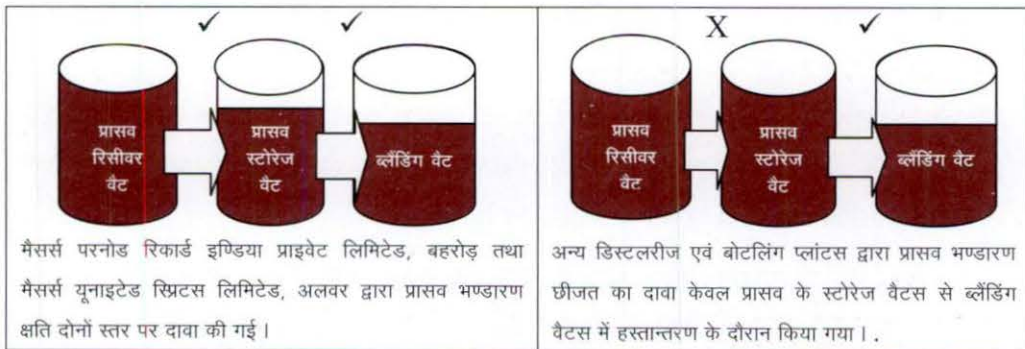 ✓ ✓
प्रासव
रिसीवर
वैट
प्रासव
स्टोरेज
वैट
ब्लैंडिंग वैट
मैसर्स परनोड रिकार्ड इण्डिया प्राइवेट लिमिटेड, बहरोड़ तथा
मैसर्स यूनाइटेड स्प्रिटस लिमिटेड, अलवर द्वारा प्रासव भण्डारण
क्षति दोनों स्तर पर दावा की गई।
X ✓
प्रासव
रिसीवर
वैट
प्रासव
स्टोरेज
वैट
ब्लैंडिंग वैट
अन्य डिस्टलरीज एवं बोटलिंग प्लांटस द्वारा प्रासव भण्डारण
छीजत का दावा केवल प्रासव के स्टोरेज वैटस से ब्लैंडिंग
वैटस में हस्तान्तरण के दौरान किया गया।.